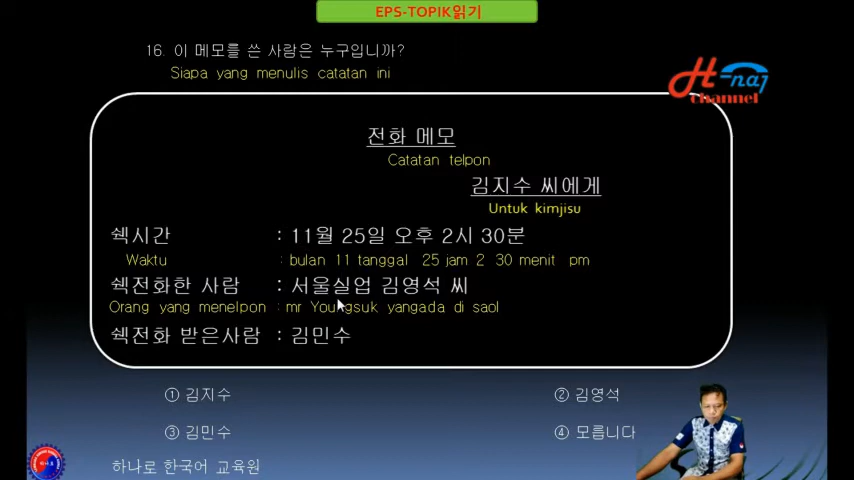 EPS-TOPIK읽기
16. 이 메모를 쓴 사람은 누구입니까?
Siapa yang menulis catatan ini
H-naj
channel
전화 메모
Catatan telpon
김지수 씨에게
Untuk kimjisu
쉑시간 : 11월 25일 오후 2시 30분
Waktu : bulan 11 tanggal 25 jam 2 30 menit pm
쉑전화한 사람 : 서울실업 김영석 씨
Orang yang menelpon : mr Youngsuk yangada di saol
쉑전화 받은사람 : 김민수
① 김지수 ② 김영석
③ 김민수 ④ 모릅니다
하나로 한국어 교육원